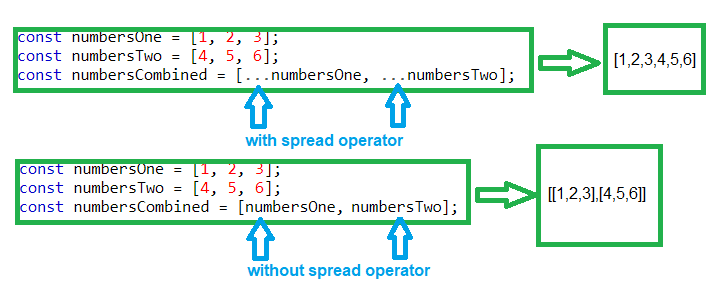 const numbersOne = [1, 2, 3];
const numbersTwo = [4, 5, 6];
const numbersCombined = [...numbersOne, ...numbersTwo];
[1,2,3,4,5,6]
with spread operator
const numbersOne = [1, 2, 3];
const numbersTwo = [4, 5, 6];
const numbersCombined = [numbersOne, numbersTwo];
[[1,2,3],[4,5,6]]
without spread operator